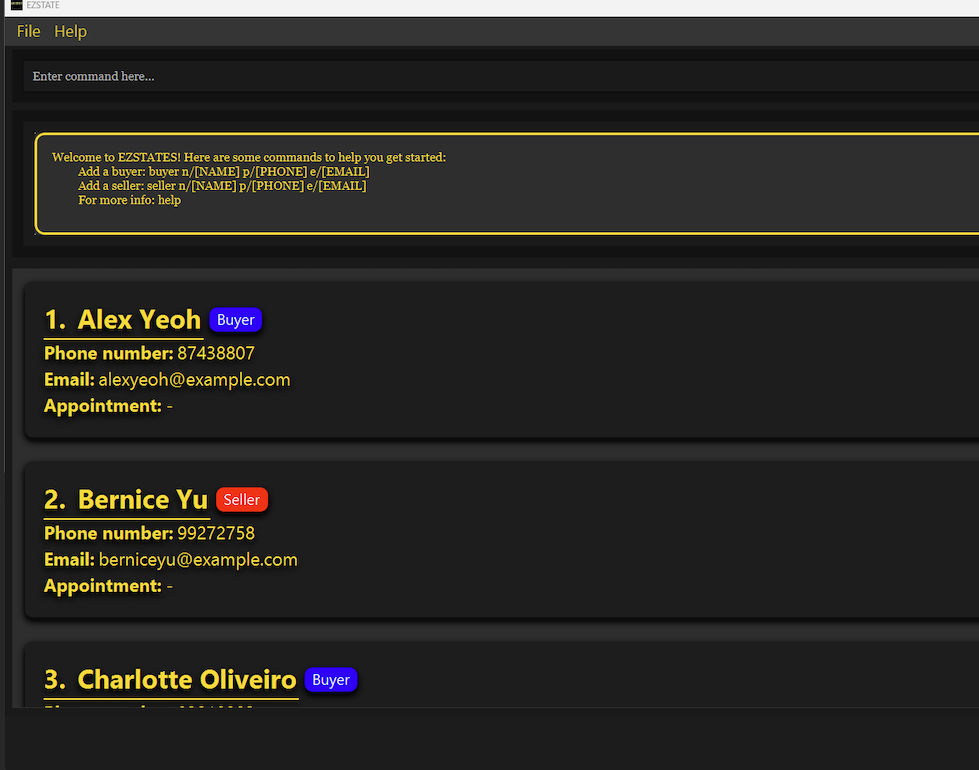 EZSTATE
File Help
Enter command here...
Welcome to EZSTATES! Here are some commands to help you get started:
Add a buyer: buyer n/[NAME] p/[PHONE] e/[EMAIL]
Add a seller: seller n/[NAME] p/[PHONE] e/[EMAIL]
For more info: help
1. Alex Yeoh Buyer
Phone number: 87438807
Email: alexyeoh@example.com
Appointment: -
2. Bernice Yu Seller
Phone number: 99272758
Email: berniceyu@example.com
Appointment: -
3. Charlotte Oliveiro Buyer